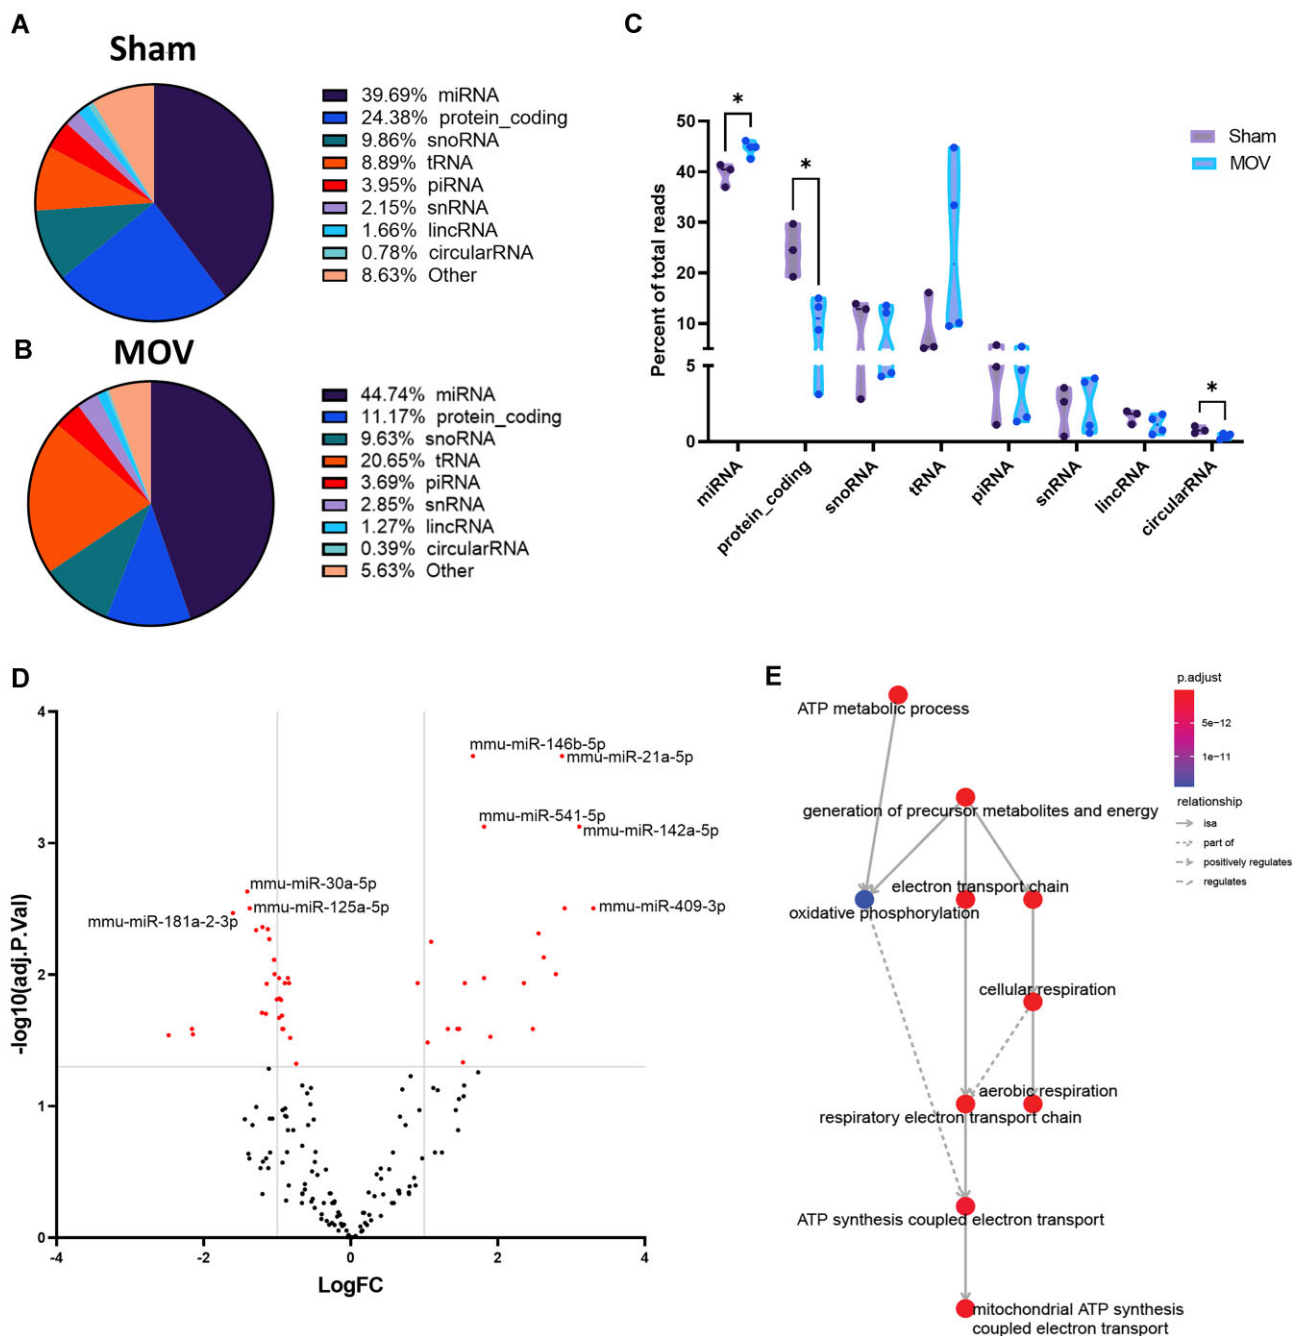 A
Sham
39.69% miRNA
24.38% protein_coding
9.86% snoRNA
8.89% tRNA
3.95% piRNA
2.15% snRNA
1.66% lincRNA
0.78% circularRNA
8.63% Other
B
MOV
44.74% miRNA
11.17% protein_coding
9.63% snoRNA
20.65% tRNA
3.69% piRNA
2.85% snRNA
1.27% lincRNA
0.39% circularRNA
5.63% Other
C
Percent of total reads
50
40
30
20
10
5
0
*
*
*
Sham
MOV
miRNA
protein_coding
snoRNA
tRNA
piRNA
snRNA
lincRNA
circularRNA
D
-log10(adj.P.Val)
4
3
2
1
0
-4
-2
0
2
4
LogFC
mmu-miR-146b-5p
mmu-miR-21a-5p
mmu-miR-541-5p
mmu-miR-142a-5p
mmu-miR-30a-5p
mmu-miR-125a-5p
mmu-miR-181a-2-3p
mmu-miR-409-3p
E
ATP metabolic process
generation of precursor metabolites and energy
electron transport chain
oxidative phosphorylation
cellular respiration
aerobic respiration
respiratory electron transport chain
ATP synthesis coupled electron transport
mitochondrial ATP synthesis
coupled electron transport
p.adjust
5e-12
1e-11
relationship
isa
part of
positively regulates
regulates